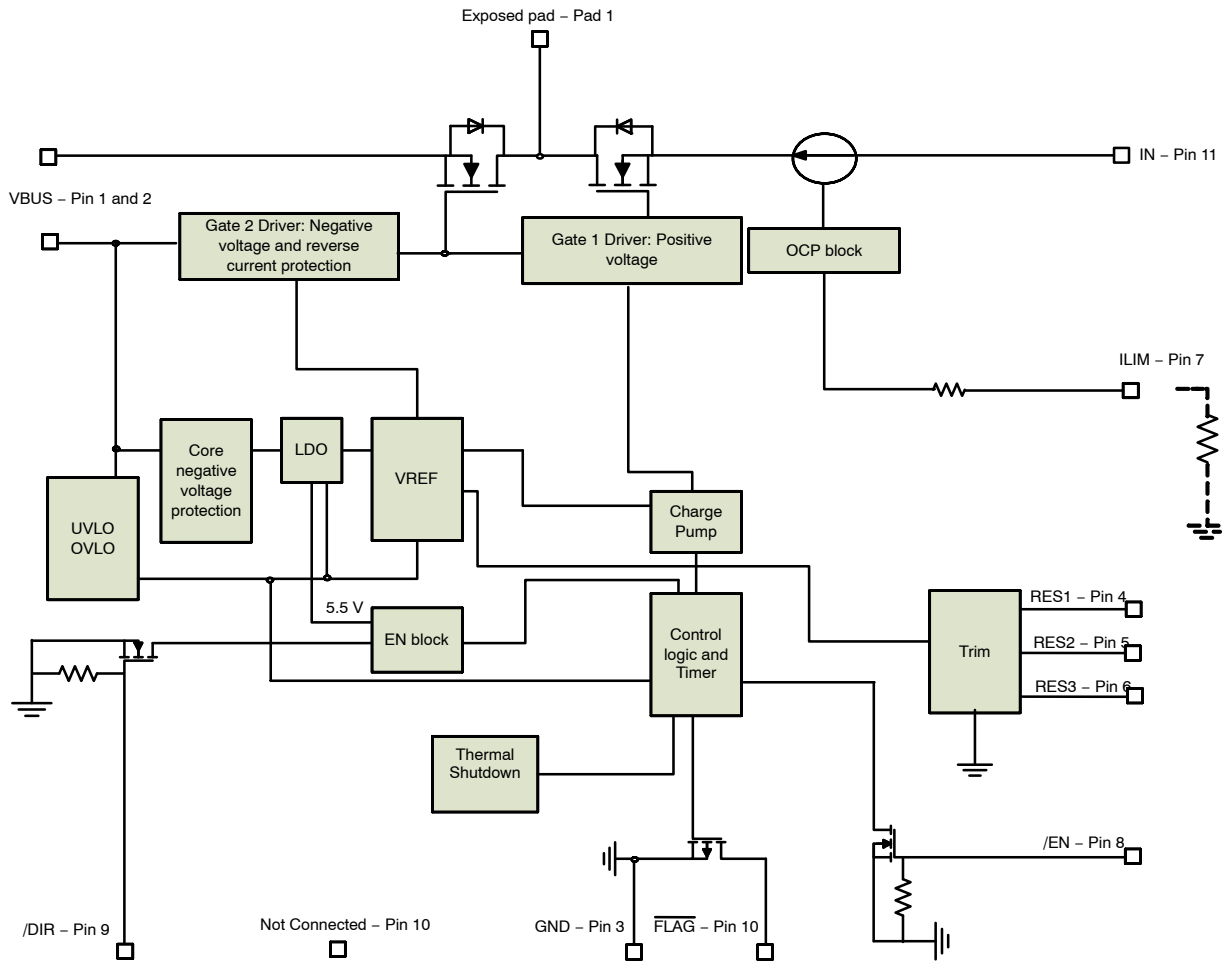 Exposed pad – Pad 1
IN – Pin 11
VBUS – Pin 1 and 2
Gate 2 Driver: Negative
voltage and reverse
current protection
Gate 1 Driver: Positive
voltage
OCP block
ILIM – Pin 7
Core
negative
voltage
protection
LDO
VREF
UVLO
OVLO
Charge
Pump
5.5 V
EN block
Control
logic and
Timer
Trim
RES1 – Pin 4
RES2 – Pin 5
RES3 – Pin 6
Thermal
Shutdown
/EN – Pin 8
/DIR – Pin 9
Not Connected – Pin 10
GND – Pin 3
FLAG – Pin 10